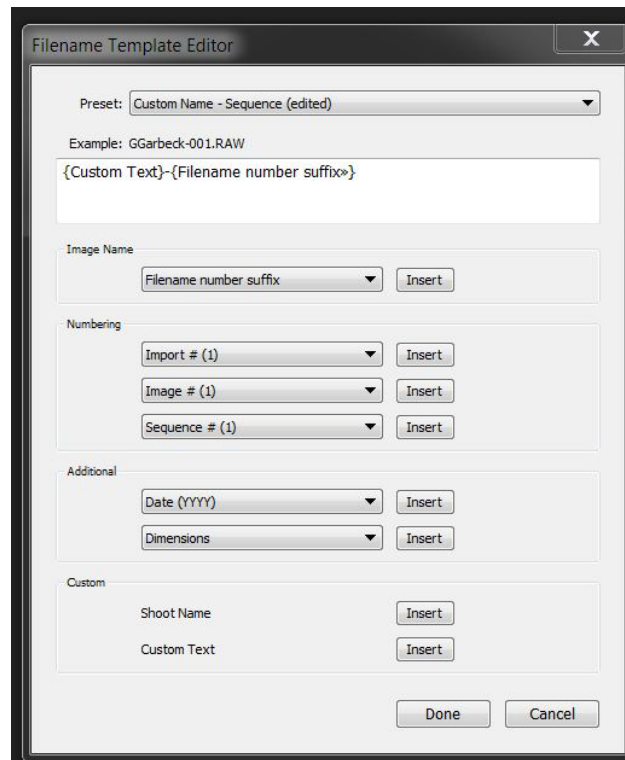 Filename Template Editor
X
Preset: Custom Name - Sequence (edited)
Example: GGarbeck-001.RAW
{Custom Text}-{Filename number suffix»}
Image Name
Filename number suffix Insert
Numbering
Import # (1) Insert
Image # (1) Insert
Sequence # (1) Insert
Additional
Date (YYYY) Insert
Dimensions Insert
Custom
Shoot Name Insert
Custom Text Insert
Done Cancel